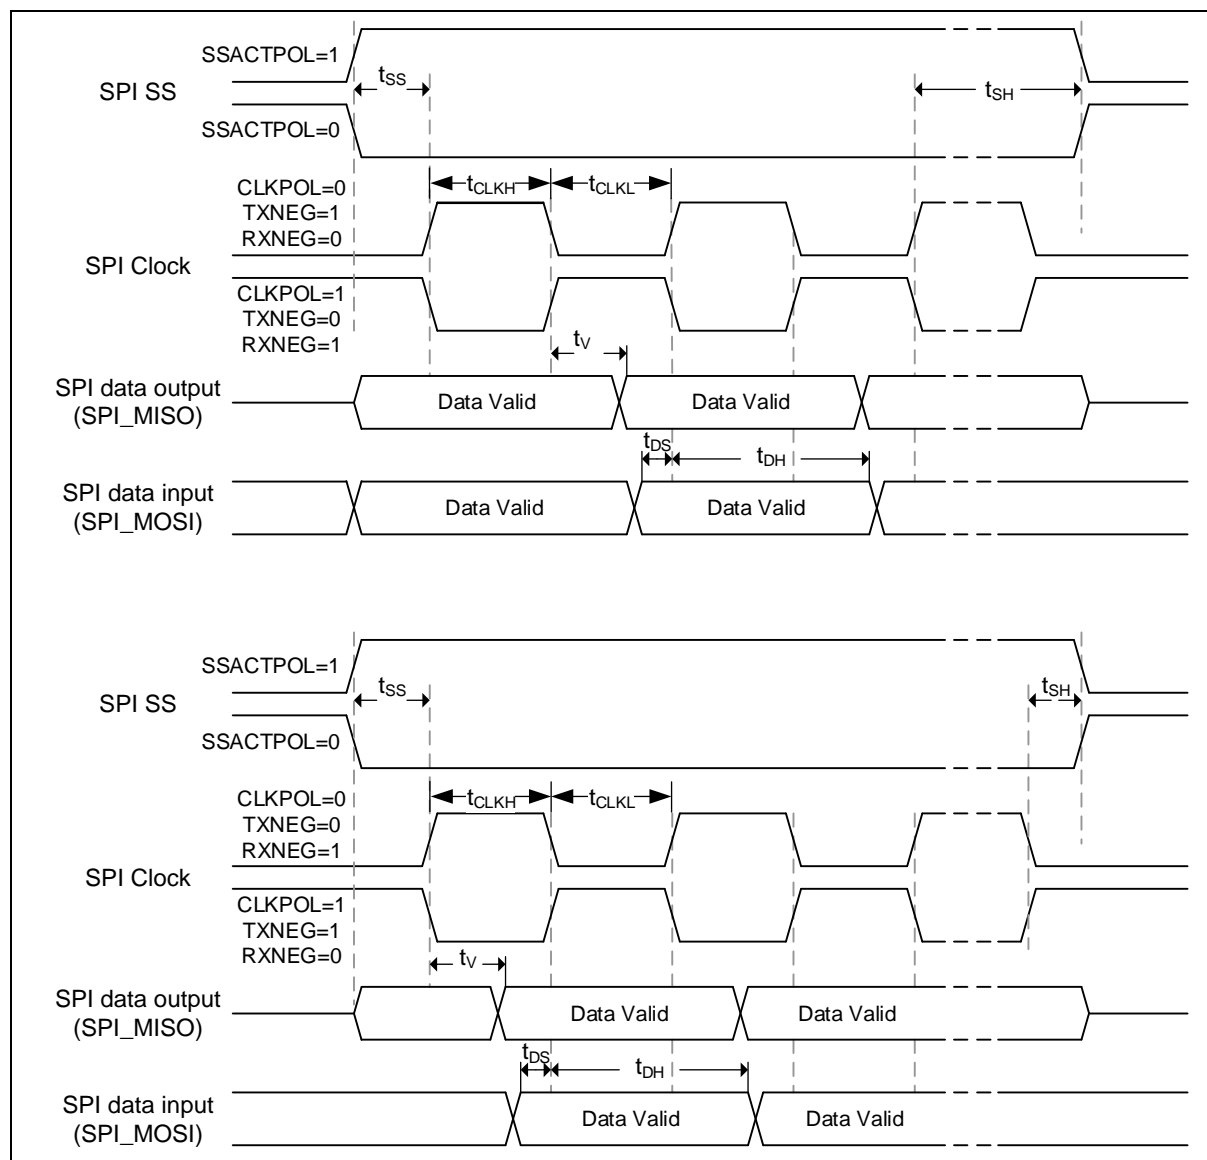 SSACTPOL=1
tSS
tSH
SPI SS
SSACTPOL=0
CLKPOL=0
TXNEG=1
RXNEG=0
tCLKH
tCLKL
SPI Clock
CLKPOL=1
TXNEG=0
RXNEG=1
tV
SPI data output
(SPI_MISO)
Data Valid
Data Valid
tDS
tDH
SPI data input
(SPI_MOSI)
Data Valid
Data Valid
SSACTPOL=1
tSS
tSH
SPI SS
SSACTPOL=0
CLKPOL=0
TXNEG=0
RXNEG=1
tCLKH
tCLKL
SPI Clock
CLKPOL=1
TXNEG=1
RXNEG=0
tV
SPI data output
(SPI_MISO)
Data Valid
Data Valid
tDS
tDH
SPI data input
(SPI_MOSI)
Data Valid
Data Valid